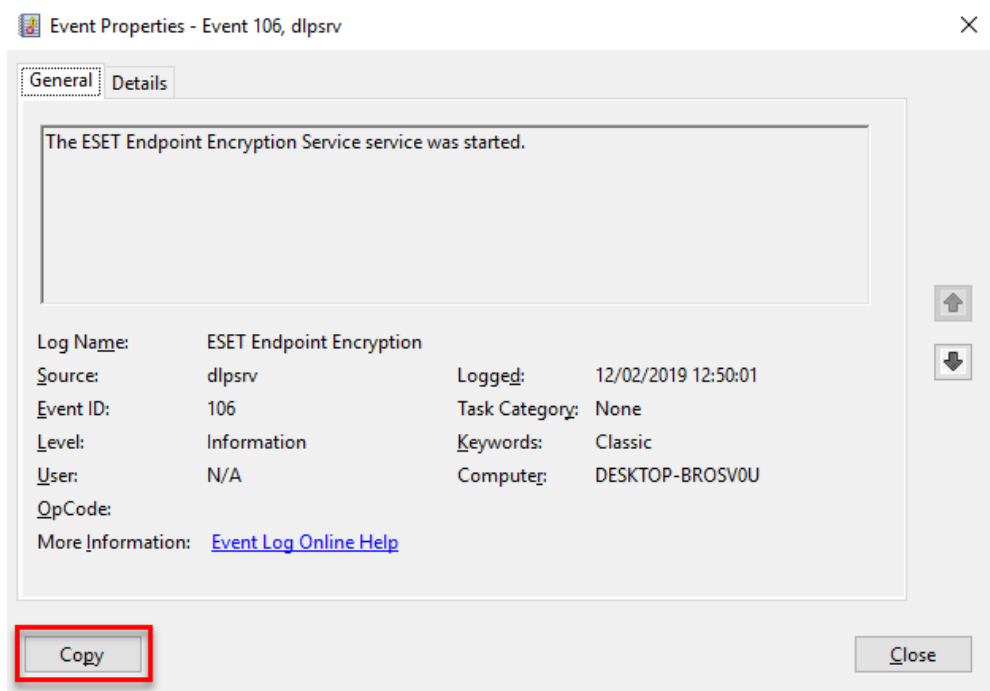 Event Properties - Event 106, dlpsrv
General Details
The ESET Endpoint Encryption Service service was started.
Log Name: ESET Endpoint Encryption
Source: dlpsrv Logged: 12/02/2019 12:50:01
Event ID: 106 Task Category: None
Level: Information Keywords: Classic
User: N/A Computer: DESKTOP-BROSV0U
OpCode:
More Information: Event Log Online Help
Copy Close